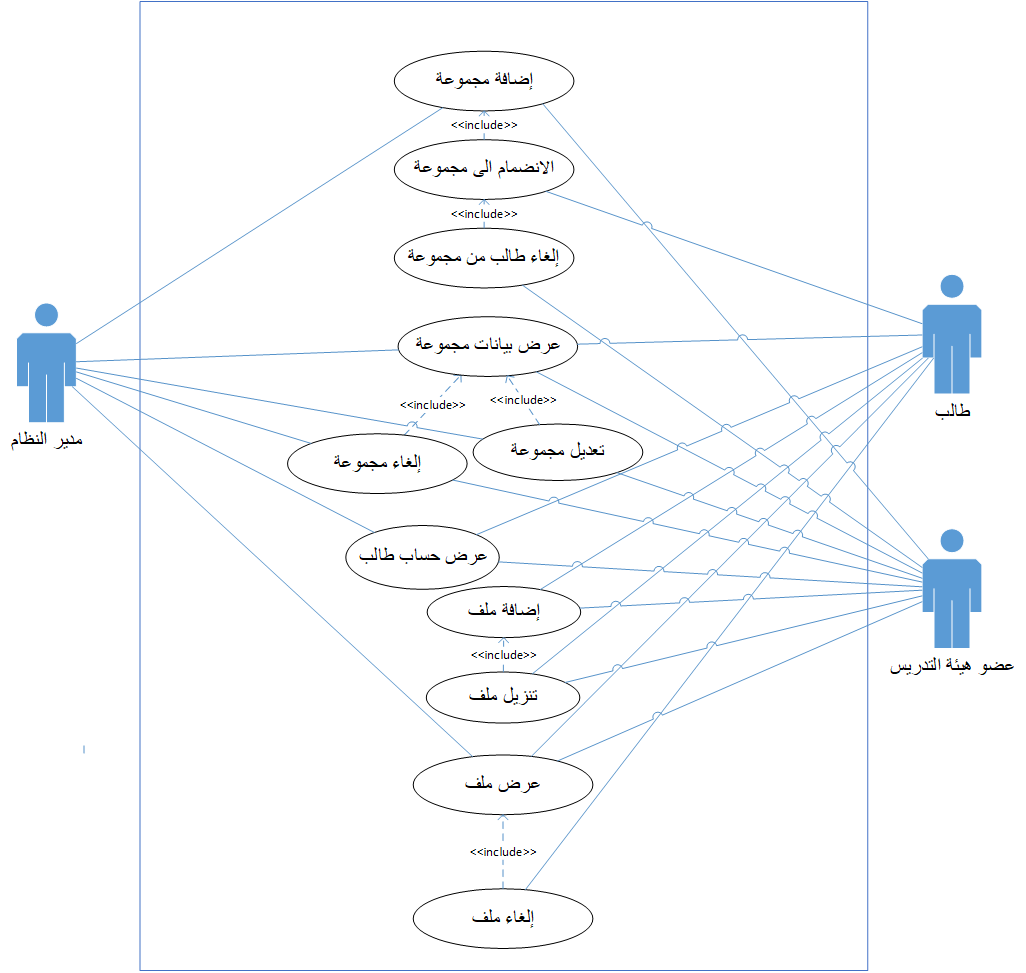 إضافة مجموعة
<<include>>
الانضمام الى مجموعة
<<include>>
إلغاء طالب من مجموعة
عرض بيانات مجموعة
<<include>>
<<include>>
تعديل مجموعة
إلغاء مجموعة
طالب
مدير النظام
عرض حساب طالب
إضافة ملف
<<include>>
عضو هيئة التدريس
تنزيل ملف
عرض ملف
<<include>>
إلغاء ملف